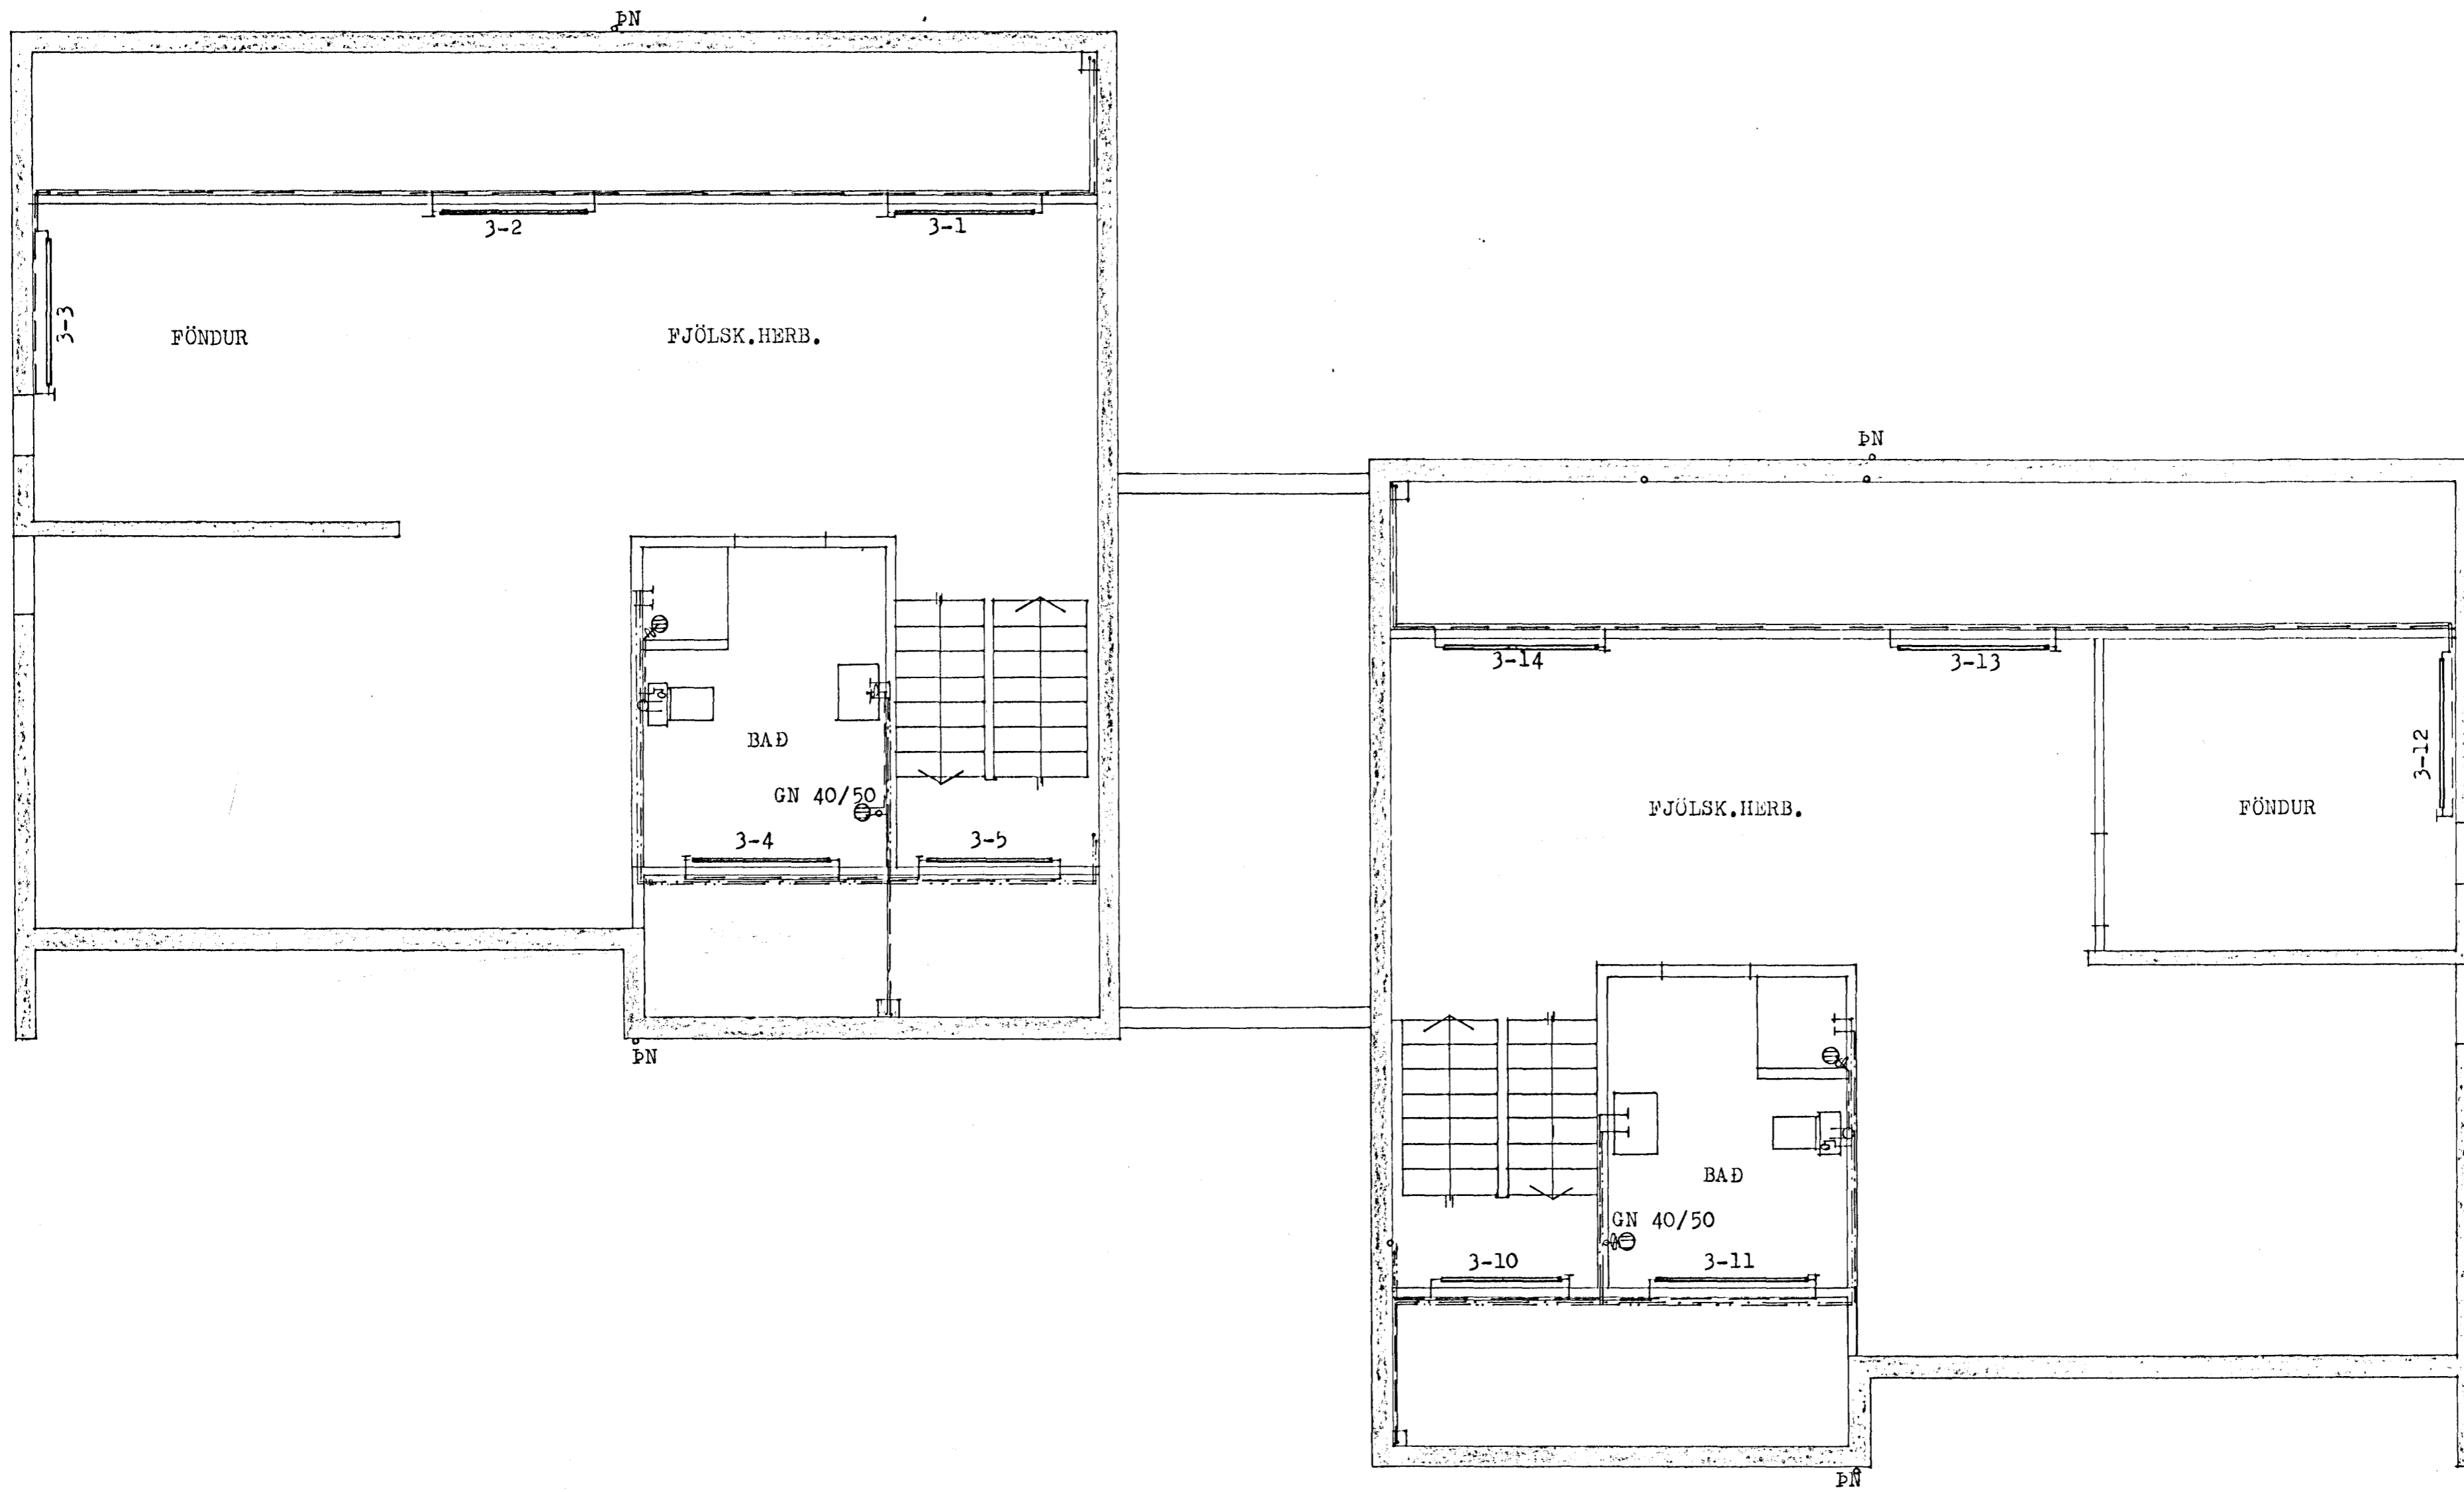 ÞN
3-2
3-1
3-3
FÖNDUR
FJÖLSK.HERB.
BAÐ
GN 40/50
3-4
3-5
ÞN
ÞN
3-14
3-13
3-12
FJÖLSK.HERB.
FÖNDUR
BAÐ
GN 40/50
3-10
3-11
ÞN